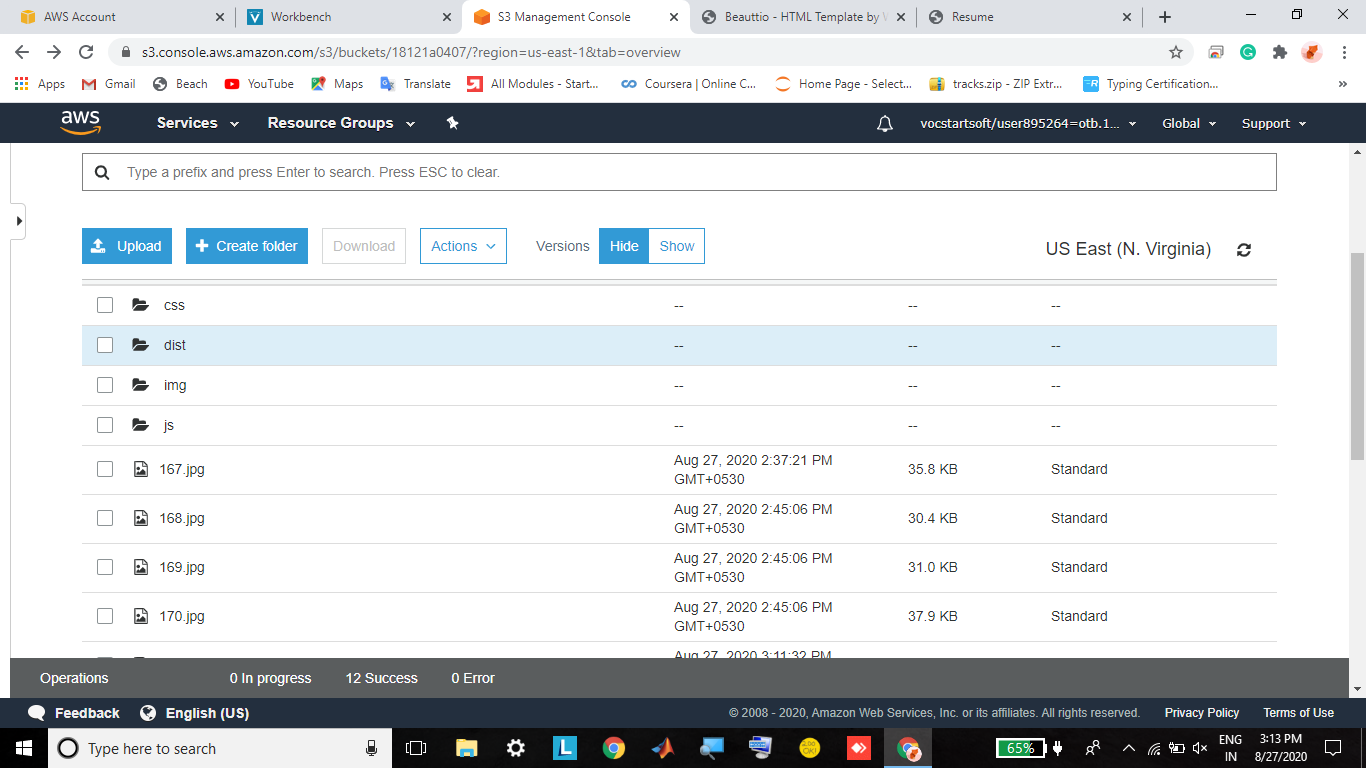 AWS Account
Workbench
S3 Management Console
Beauttio - HTML Template by W
Resume
s3.console.aws.amazon.com/s3/buckets/18121a0407/?region=us-east-1&tab=overview
Apps Gmail Beach YouTube Maps Translate All Modules - Start... Coursera | Online C... Home Page - Select... tracks.zip - ZIP Extr... Typing Certification... »
aws Services Resource Groups vocstartsoft/user895264=otb.1... Global Support
Type a prefix and press Enter to search. Press ESC to clear.
Upload + Create folder Download Actions Versions Hide Show US East (N. Virginia)
css -- -- --
dist -- -- --
img -- -- --
js -- -- --
167.jpg Aug 27, 2020 2:37:21 PM GMT+0530 35.8 KB Standard
168.jpg Aug 27, 2020 2:45:06 PM GMT+0530 30.4 KB Standard
169.jpg Aug 27, 2020 2:45:06 PM GMT+0530 31.0 KB Standard
170.jpg Aug 27, 2020 2:45:06 PM GMT+0530 37.9 KB Standard
Aug 27, 2020 3:11:32 PM
Operations 0 In progress 12 Success 0 Error
Feedback English (US) © 2008 - 2020, Amazon Web Services, Inc. or its affiliates. All rights reserved. Privacy Policy Terms of Use
Type here to search L 65% ENG 3:13 PM
IN 8/27/2020